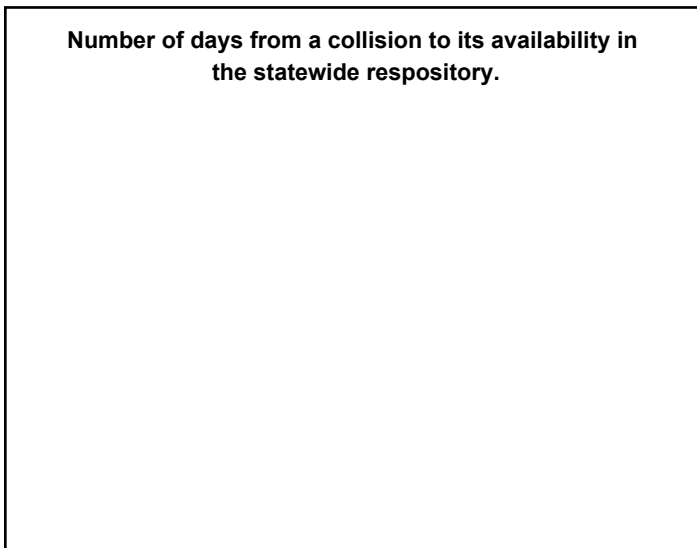 Number of days from a collision to its availability in
the statewide respository.